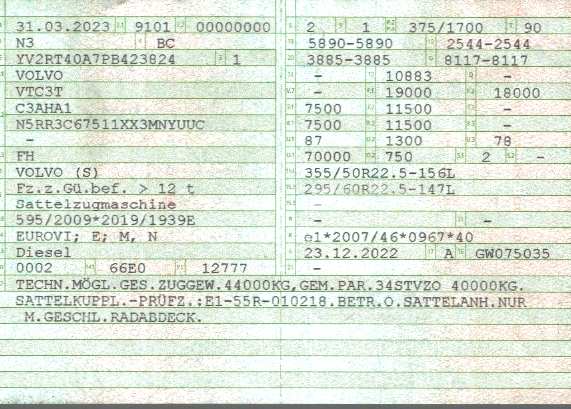 31.03.2023 9101 00000000
N3 BC
YV2RT40A7PB423824 1
VOLVO
VTC3T
C3AHA1
N5RR3C67511XX3MNYUUC
-
FH
VOLVO (S)
Fz.z.Gü.bef. > 12 t
Sattelzugmaschine
595/2009*2019/1939E
EUROVI; E; M, N
Diesel
0002 66E0 12777
2 1 375/1700 90
5890-5890 2544-2544
3885-3885 8117-8117
- 10883 -
- 19000 18000
7500 11500 -
7500 11500 -
87 1300 78
70000 750 2 -
355/50R22.5-156L
295/60R22.5-147L
-
- -
e1*2007/46*0967*40
23.12.2022 A GW075035
-
TECHN.MÖGL.GES.ZUGGEW.44000KG,GEM.PAR.34STVZO 40000KG.
SATTELKUPPL.-PRÜFZ.:E1-55R-010218.BETR.O.SATTELANH.NUR
M.GESCHL.RADABDECK.